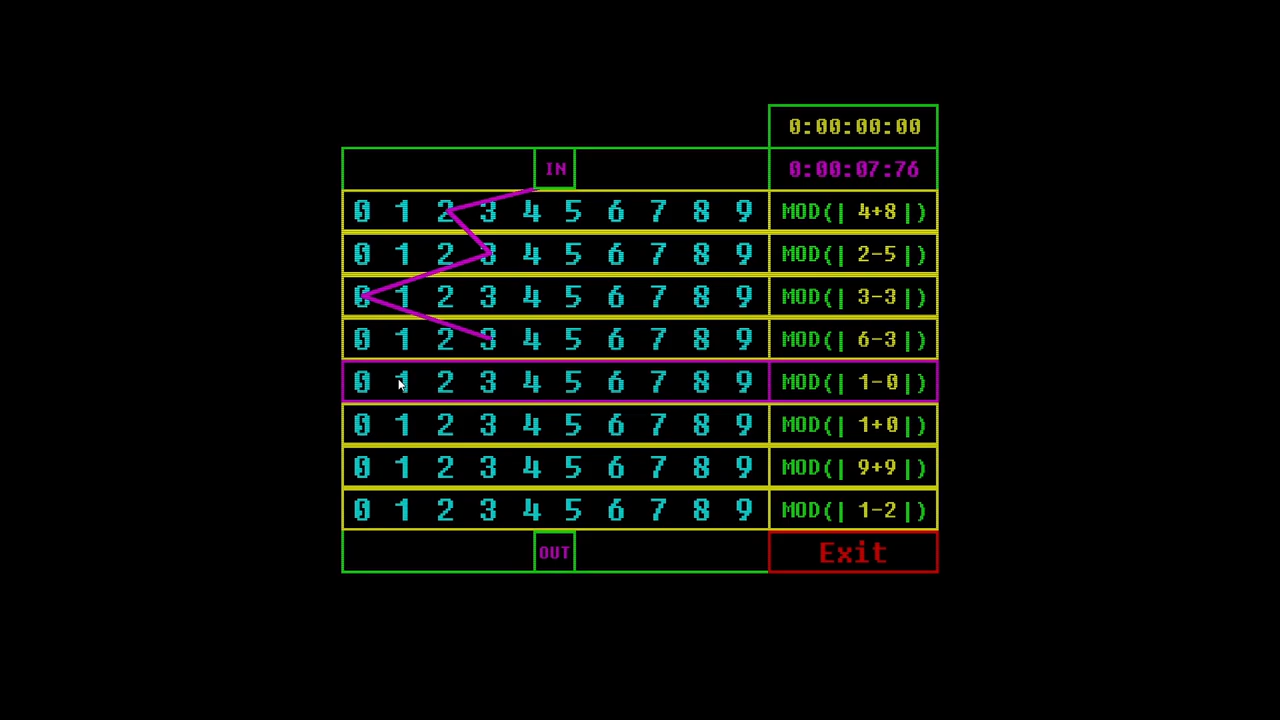 0:00:00:00
IN 0:00:07:76
0 1 2 3 4 5 6 7 8 9 MOD(| 4+8|)
0 1 2 3 4 5 6 7 8 9 MOD(| 2-5|)
0 1 2 3 4 5 6 7 8 9 MOD(| 3-3|)
0 1 2 3 4 5 6 7 8 9 MOD(| 6-3|)
0 1 2 3 4 5 6 7 8 9 MOD(| 1-0|)
0 1 2 3 4 5 6 7 8 9 MOD(| 1+0|)
0 1 2 3 4 5 6 7 8 9 MOD(| 9+9|)
0 1 2 3 4 5 6 7 8 9 MOD(| 1-2|)
OUT Exit